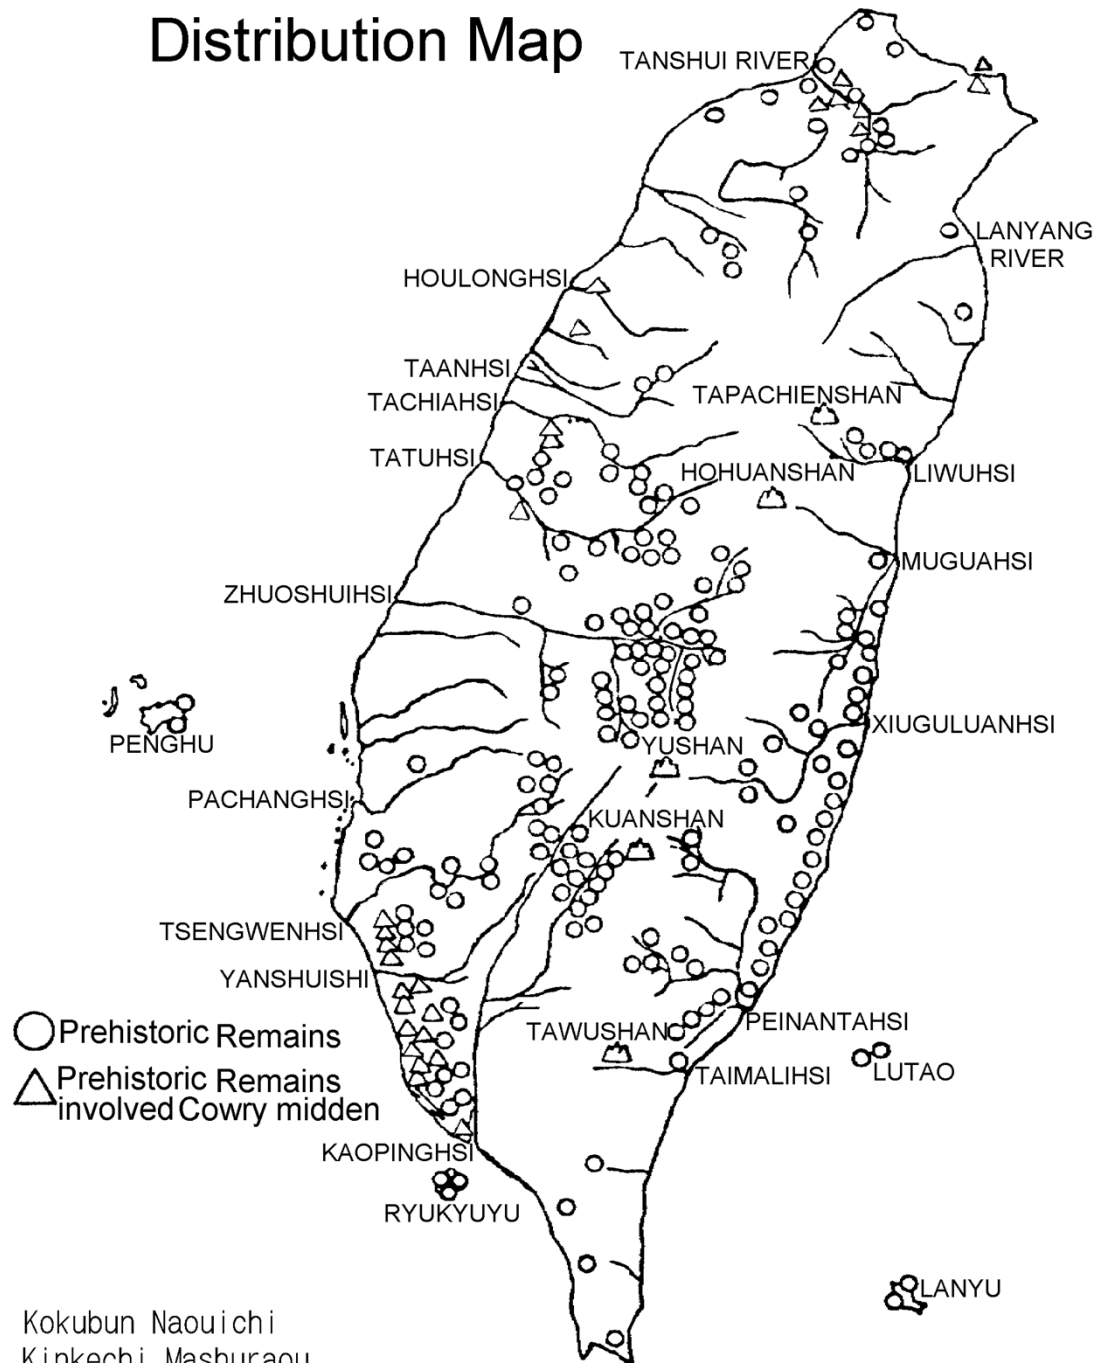 Distribution Map
TANSHUI RIVER
LANYANG
RIVER
HOULONGHSI
TAANHSI
TAPACHIENSHAN
TACHIAHSI
TATUHSI
HOHUANSHAN
LIWUHSI
MUGUAHSI
ZHUOSHUIHSI
XIUGULUANHSI
PENGHU
YUSHAN
PACHANGHSI
KUANSHAN
TSENGWENHSI
YANSHUISHI
Prehistoric Remains
TAWUSHAN
PEINANTAHSI
Prehistoric Remains
involved Cowry midden
TAIMALIHSI
LUTAO
KAOPINGHSI
RYUKYUYU
LANYU
Kokubun Naouichi
Kinkechi Mashuraou